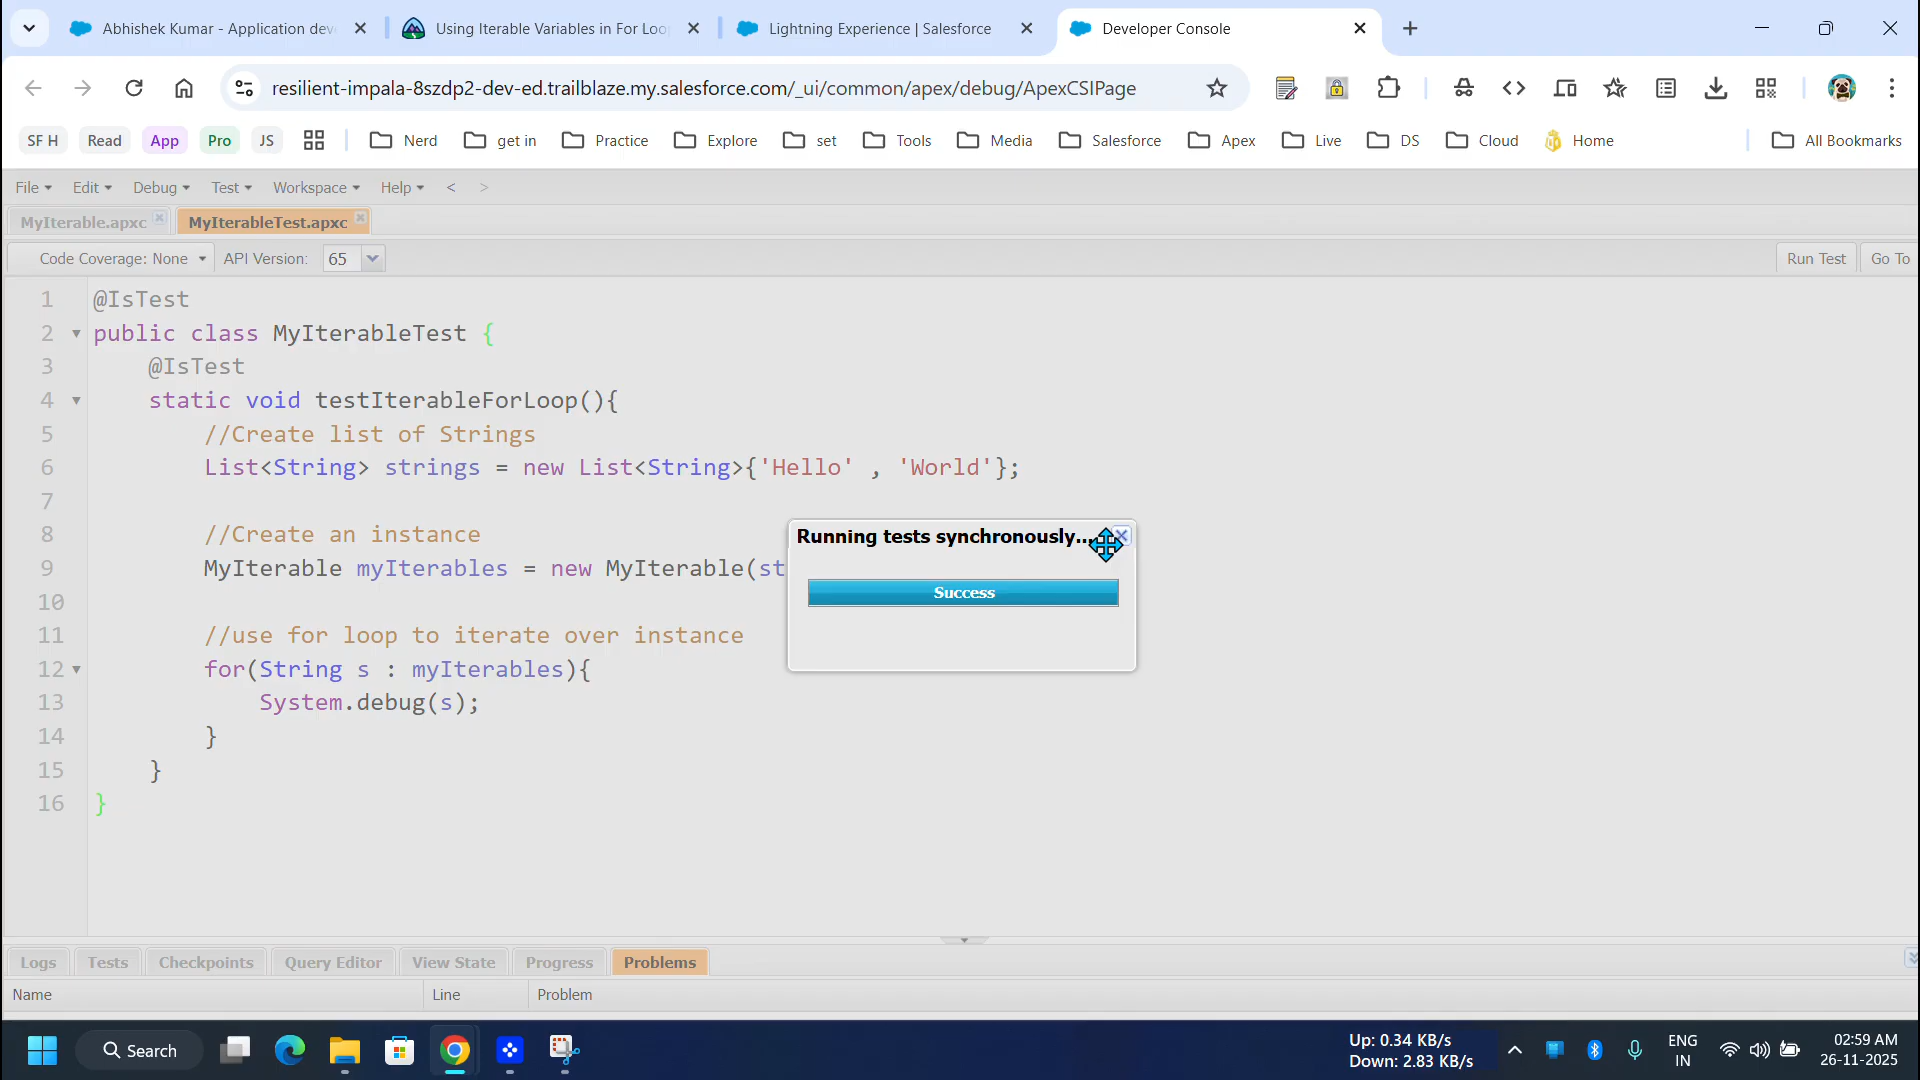 Abhishek Kumar - Application dev
Using Iterable Variables in For Loo
Lightning Experience | Salesforce
Developer Console
resilient-impala-8szdp2-dev-ed.trailblaze.my.salesforce.com/_ui/common/apex/debug/ApexCSIPage
SF H Read App Pro JS Nerd get in Practice Explore set Tools Media Salesforce Apex Live DS Cloud Home All Bookmarks
File Edit Debug Test Workspace Help < >
MyIterable.apxc MyIterableTest.apxc
Code Coverage: None API Version: 65 Run Test Go To
1 @IsTest
2 public class MyIterableTest {
3 @IsTest
4 static void testIterableForLoop(){
5 //Create list of Strings
6 List<String> strings = new List<String>{'Hello' , 'World'};
7
8 //Create an instance
9 MyIterable myIterables = new MyIterable(st
10
11 //use for loop to iterate over instance
12 for(String s : myIterables){
13 System.debug(s);
14 }
15 }
16 }
Running tests synchronously...
Success
Logs Tests Checkpoints Query Editor View State Progress Problems
Name Line Problem
Search
Up: 0.34 KB/s
Down: 2.83 KB/s
ENG
IN
02:59 AM
26-11-2025